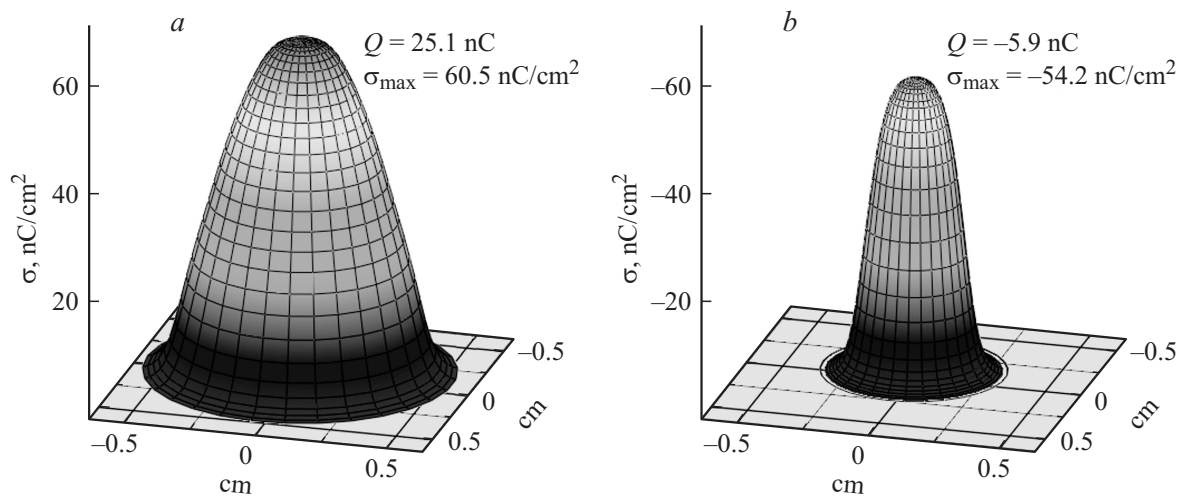 a
Q = 25.1 nC
σmax = 60.5 nC/cm²
σ, nC/cm²
60
40
20
–0.5
0
0.5
cm
–0.5
0
0.5
cm
b
Q = –5.9 nC
σmax = –54.2 nC/cm²
σ, nC/cm²
–60
–40
–20
–0.5
0
0.5
cm
–0.5
0
0.5
cm